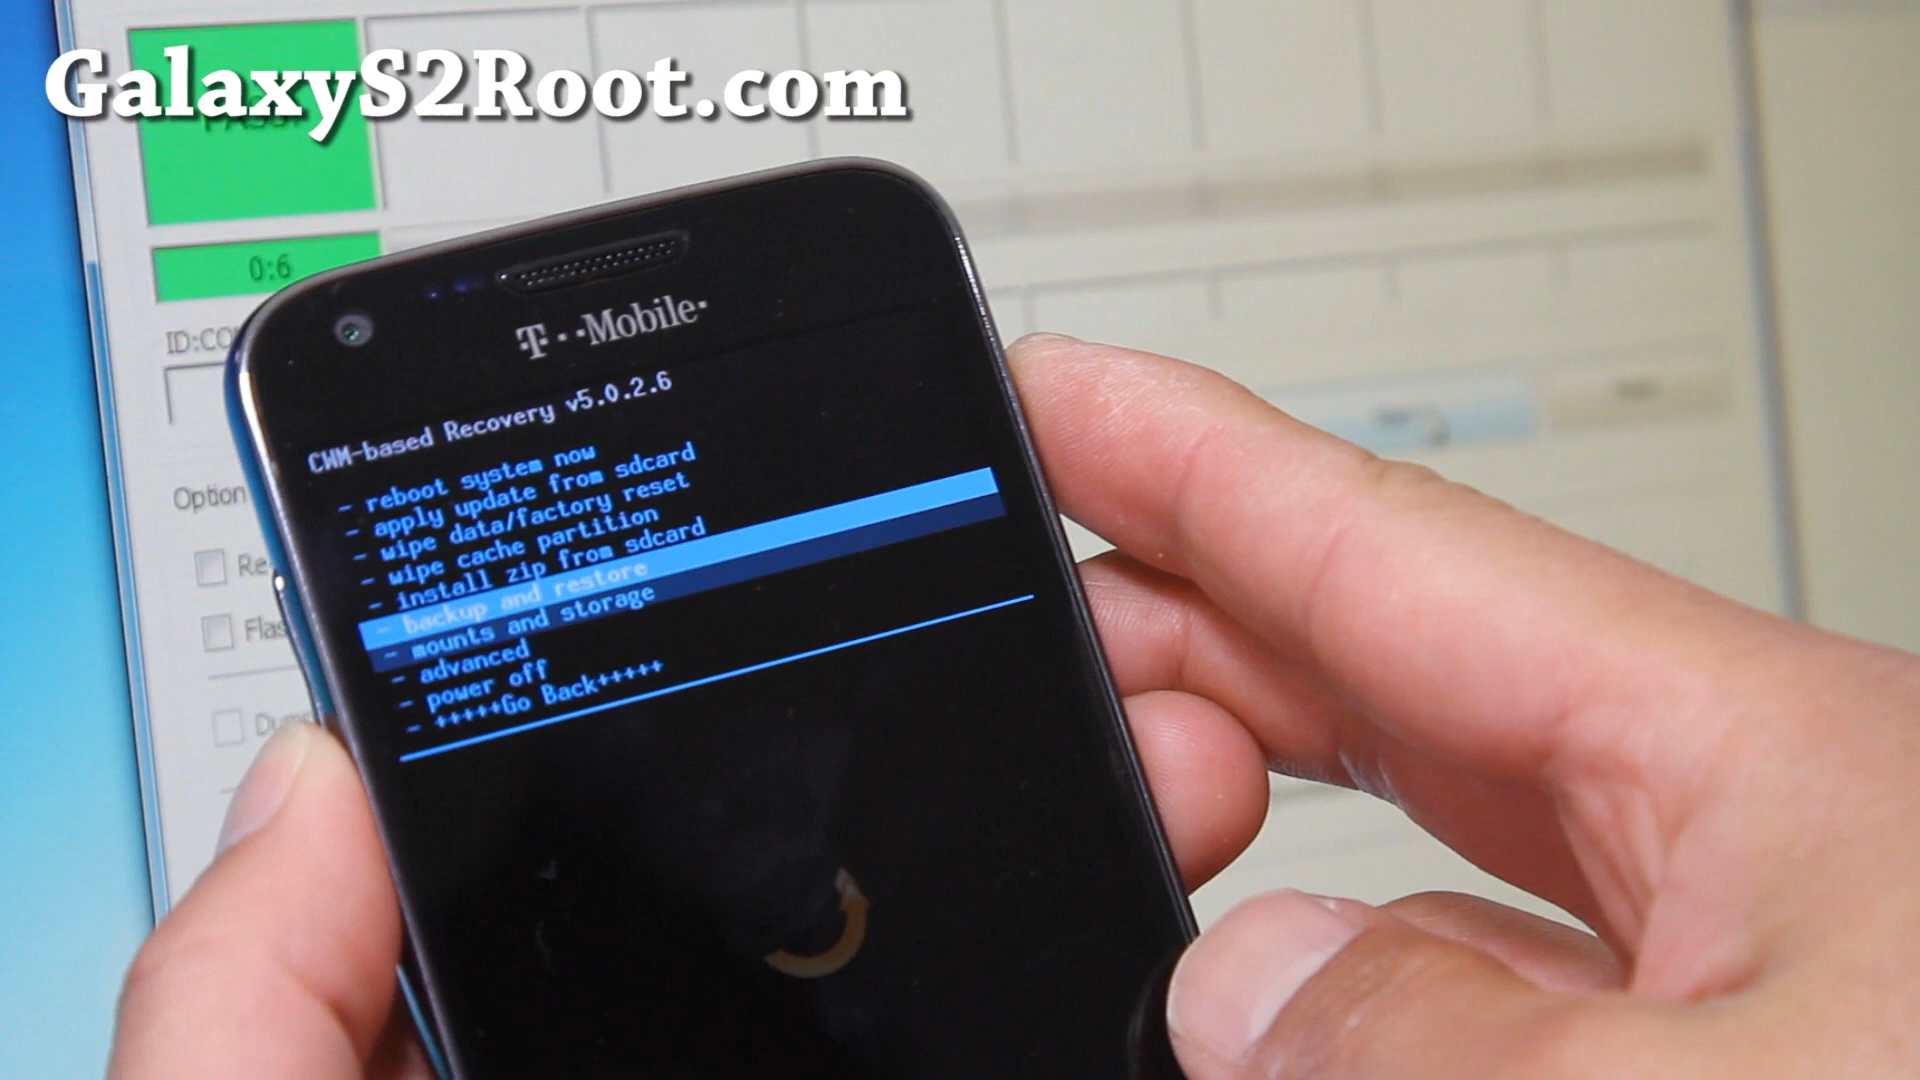 GalaxyS2Root.com
PASS!
0:6
ID:CO
Option
Re
Flas
Dum
T··Mobile·
CWM-based Recovery v5.0.2.6
- reboot system now
- apply update from sdcard
- wipe data/factory reset
- wipe cache partition
- install zip from sdcard
- backup and restore
- mounts and storage
- advanced
- power off
- +++++Go Back+++++